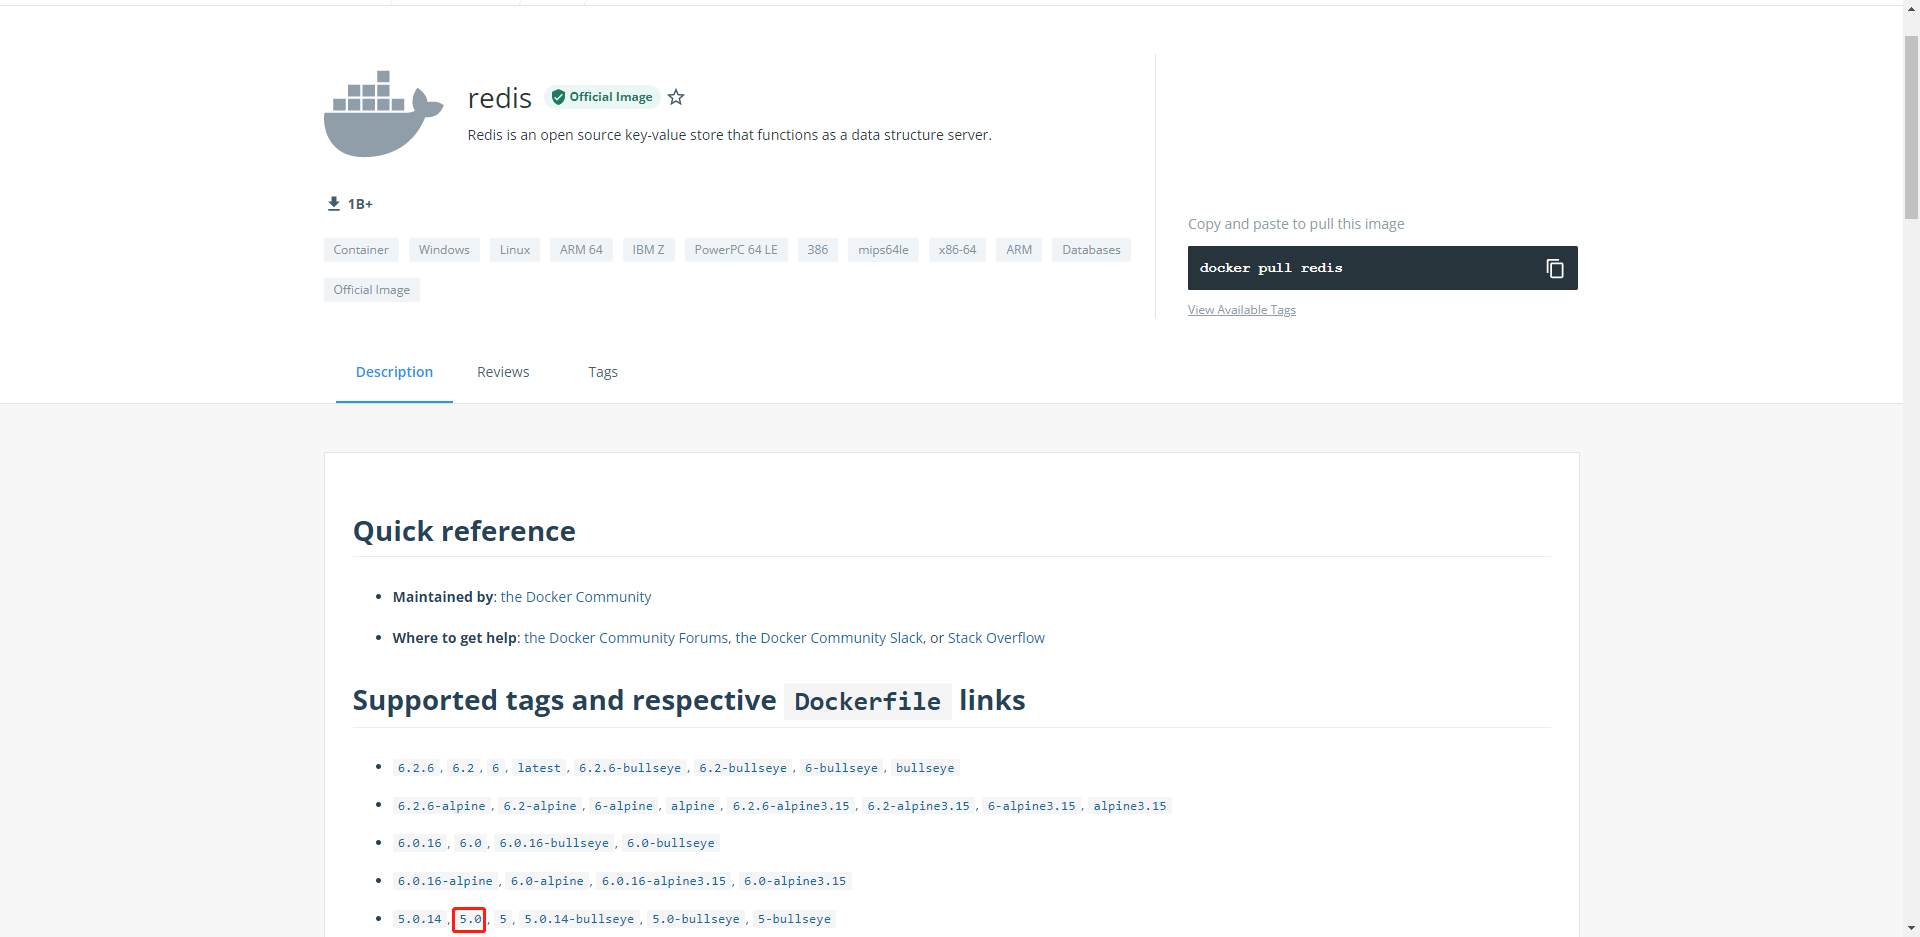 redis Official Image
Redis is an open source key-value store that functions as a data structure server.
1B+
Container Windows Linux ARM 64 IBM Z PowerPC 64 LE 386 mips64le x86-64 ARM Databases
Official Image
Copy and paste to pull this image
docker pull redis
View Available Tags
Description Reviews Tags
Quick reference
• Maintained by: the Docker Community
• Where to get help: the Docker Community Forums, the Docker Community Slack, or Stack Overflow
Supported tags and respective Dockerfile links
• 6.2.6, 6.2, 6, latest, 6.2.6-bullseye, 6.2-bullseye, 6-bullseye, bullseye
• 6.2.6-alpine, 6.2-alpine, 6-alpine, alpine, 6.2.6-alpine3.15, 6.2-alpine3.15, 6-alpine3.15, alpine3.15
• 6.0.16, 6.0, 6.0.16-bullseye, 6.0-bullseye
• 6.0.16-alpine, 6.0-alpine, 6.0.16-alpine3.15, 6.0-alpine3.15
• 5.0.14, 5.0, 5, 5.0.14-bullseye, 5.0-bullseye, 5-bullseye